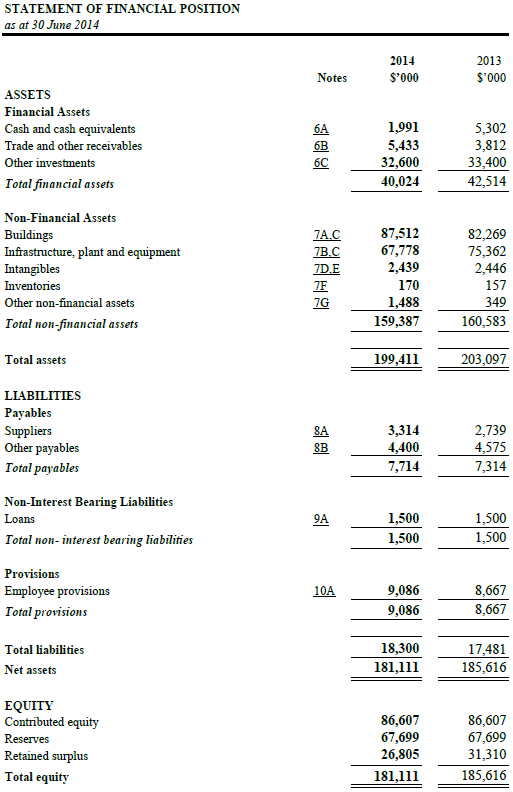 STATEMENT OF FINANCIAL POSITION
as at 30 June 2014
2014 2013
Notes $’000 $’000
ASSETS
Financial Assets
Cash and cash equivalents 6A 1,991 5,302
Trade and other receivables 6B 5,433 3,812
Other investments 6C 32,600 33,400
Total financial assets 40,024 42,514
Non-Financial Assets
Buildings 7A,C 87,512 82,269
Infrastructure, plant and equipment 7B,C 67,778 75,362
Intangibles 7D,E 2,439 2,446
Inventories 7F 170 157
Other non-financial assets 7G 1,488 349
Total non-financial assets 159,387 160,583
Total assets 199,411 203,097
LIABILITIES
Payables
Suppliers 8A 3,314 2,739
Other payables 8B 4,400 4,575
Total payables 7,714 7,314
Non-Interest Bearing Liabilities
Loans 9A 1,500 1,500
Total non- interest bearing liabilities 1,500 1,500
Provisions
Employee provisions 10A 9,086 8,667
Total provisions 9,086 8,667
Total liabilities 18,300 17,481
Net assets 181,111 185,616
EQUITY
Contributed equity 86,607 86,607
Reserves 67,699 67,699
Retained surplus 26,805 31,310
Total equity 181,111 185,616